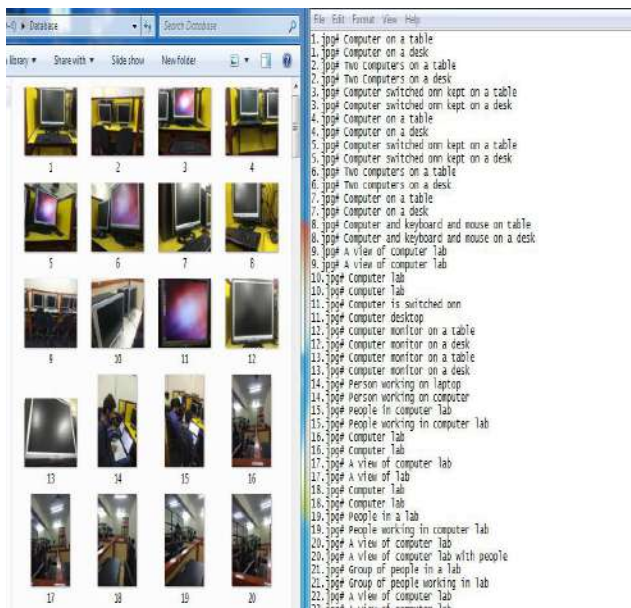 Database
Search Database
library
Share with
Slide show
New folder
1
2
3
4
5
6
7
8
9
10
11
12
13
14
15
16
17
18
19
20
File Edit Format View Help
1.jpg# Computer on a table
1.jpg# Computer on a desk
2.jpg# Two Computers on a table
2.jpg# Two Computers on a desk
3.jpg# Computer switched onn kept on a table
3.jpg# Computer switched onn kept on a desk
4.jpg# Computer on a table
4.jpg# Computer on a desk
5.jpg# Computer switched onn kept on a table
5.jpg# Computer switched onn kept on a desk
6.jpg# Two computers on a table
6.jpg# Two computers on a desk
7.jpg# Computer on a table
7.jpg# Computer on a desk
8.jpg# Computer and keyboard and mouse on table
8.jpg# Computer and keyboard and mouse on a desk
9.jpg# A view of computer lab
9.jpg# A view of computer lab
10.jpg# Computer lab
10.jpg# Computer lab
11.jpg# Computer is switched onn
11.jpg# Computer desktop
12.jpg# Computer monitor on a table
12.jpg# Computer monitor on a desk
13.jpg# Computer monitor on a table
13.jpg# Computer monitor on a desk
14.jpg# Person working on laptop
14.jpg# Person working on computer
15.jpg# People in computer lab
15.jpg# People working in computer lab
16.jpg# Computer lab
16.jpg# Computer lab
17.jpg# A view of computer lab
17.jpg# A view of lab
18.jpg# Computer lab
18.jpg# Computer lab
19.jpg# People in a lab
19.jpg# People working in computer lab
20.jpg# A view of computer lab
20.jpg# A view of computer lab with people
21.jpg# Group of people in a lab
21.jpg# Group of people working in lab
22.jpg# A view of computer lab